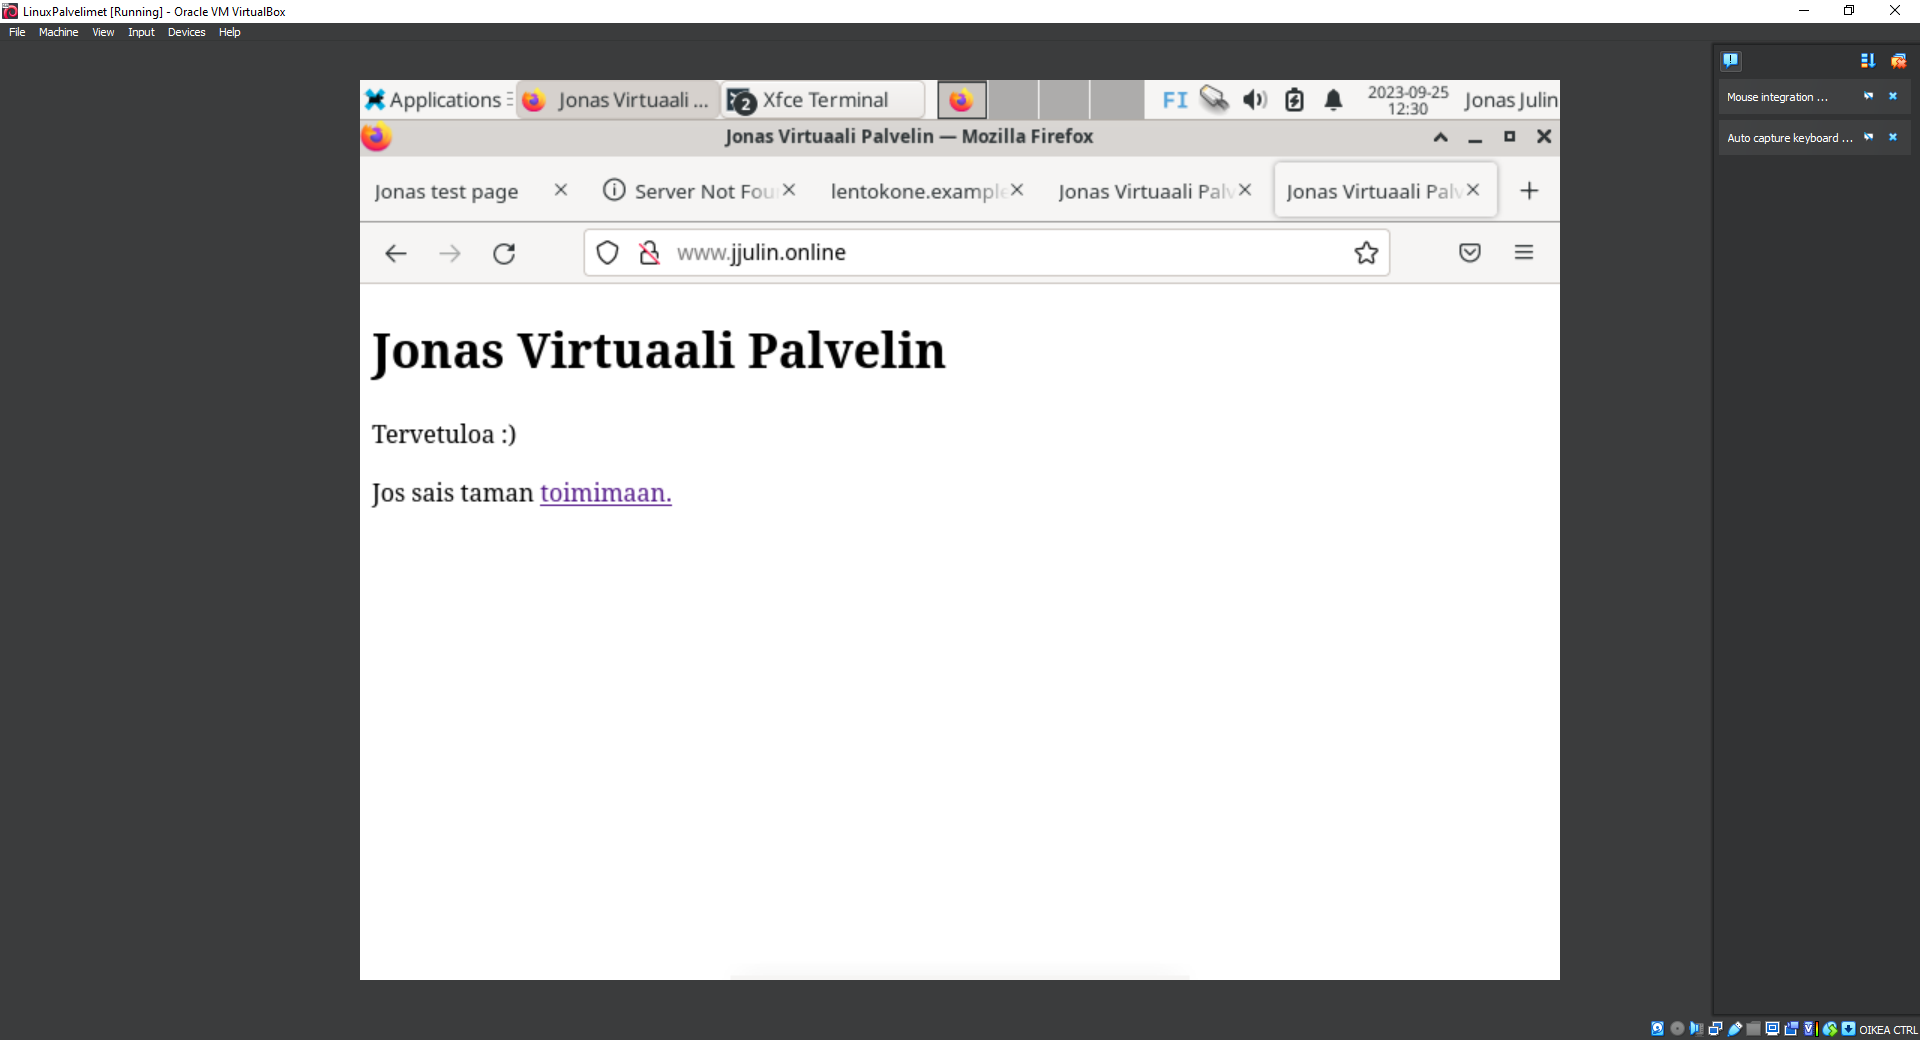 LinuxPalvelimet [Running] - Oracle VM VirtualBox
File Machine View Input Devices Help
Mouse integration ...
Auto capture keyboard ...
Applications Jonas Virtuaali ... 2 Xfce Terminal FI 2023-09-25 12:30 Jonas Julin
Jonas Virtuaali Palvelin — Mozilla Firefox
Jonas test page Server Not Fou lentokone.example Jonas Virtuaali Palv Jonas Virtuaali Palv
www.jjulin.online
Jonas Virtuaali Palvelin
Tervetuloa :)
Jos sais taman toimimaan.
OIKEA CTRL